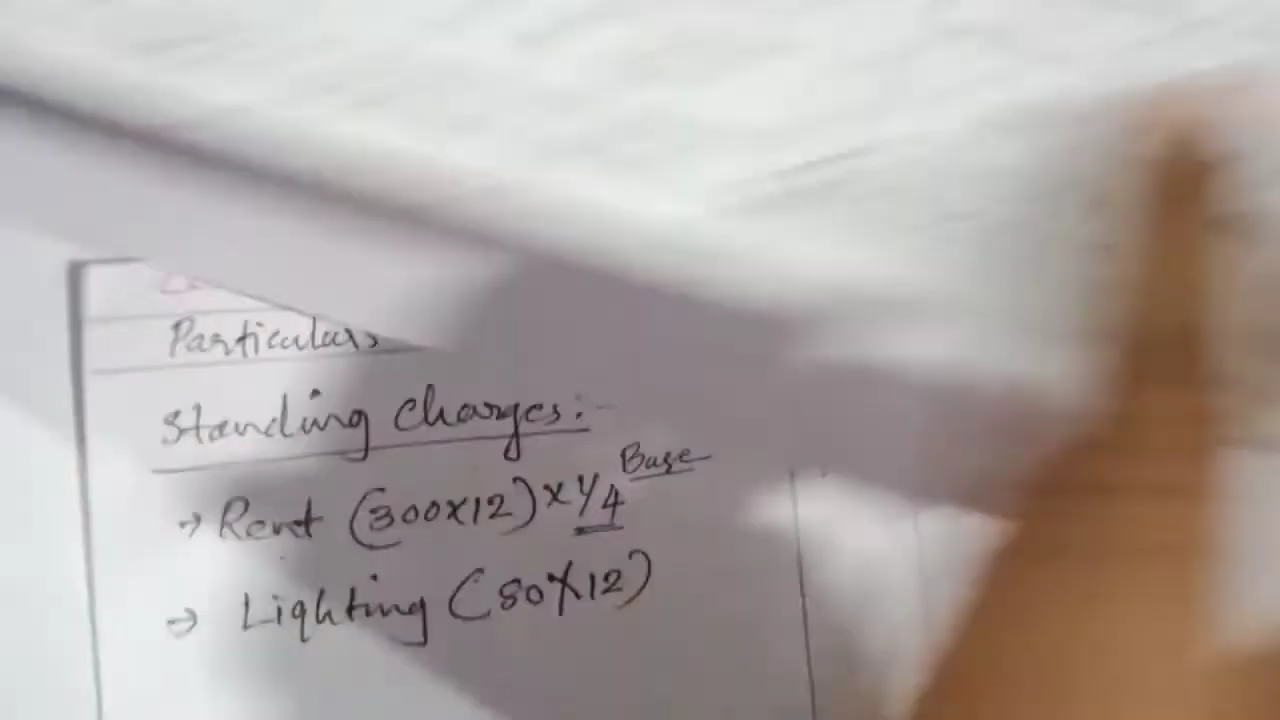 Particulars
Standing Charges:-
→ Rent (300x12) x 1/4 Base
→ Lighting (80x12)